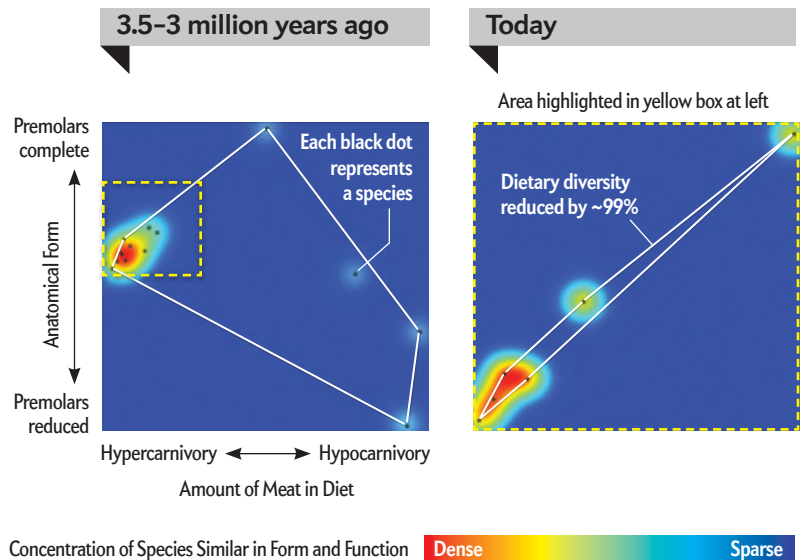 3.5–3 million years ago
Today
Area highlighted in yellow box at left
Premolars
complete
Anatomical Form
Premolars
reduced
Each black dot
represents
a species
Dietary diversity
reduced by ~99%
Hypercarnivory
Hypocarnivory
Amount of Meat in Diet
Concentration of Species Similar in Form and Function
Dense
Sparse